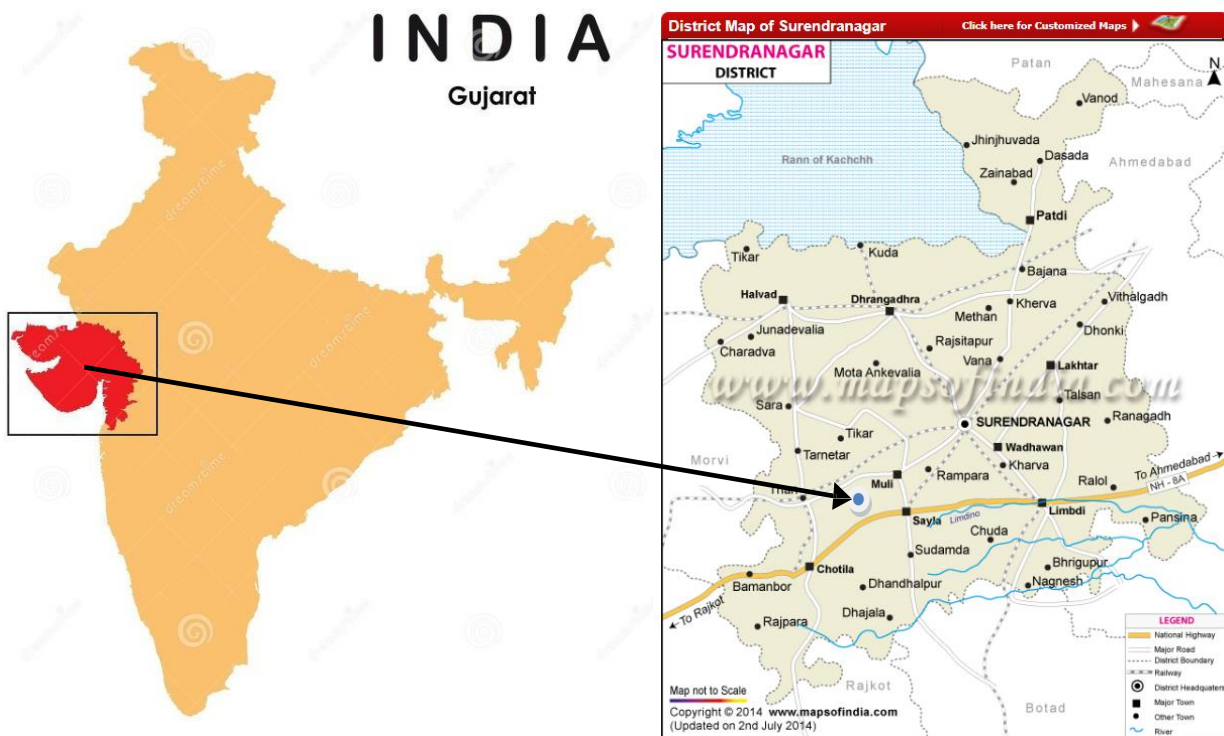 INDIA
Gujarat
District Map of Surendranagar
Click here for Customized Maps
SURENDRANAGAR
DISTRICT
N
Patan
Mahesana
Vanod
Jhinjhuvada
Rann of Kachchh
Dasada
Ahmedabad
Zainabad
Patdi
Tikar
Kuda
Bajana
Halvad
Dhrangadhra
Kherva
Vithalgadh
Methan
Junadevalia
Dhonki
Charadva
Rajsitapur
Vana
Lakhtar
Mota Ankevalia
www.mapsofindia.com
Talsan
Sara
Ranagadh
SURENDRANAGAR
Tikar
Wadhawan
Tarnetar
Morvi
Kharva
Rampara
To Ahmedabad
Muli
Ralol
NH - 8A
Limbdi
Sayla
Limdino
Pansina
Chuda
Sudamda
Chotila
Bhrigupur
Bamanbor
Dhandhalpur
Nagnesh
To Rajkot
Dhajala
Rajpara
LEGEND
National Highway
Major Road
District Boundary
Railway
District Headquaters
Major Town
Other Town
River
Rajkot
Botad
Map not to Scale
Copyright © 2014 www.mapsofindia.com
(Updated on 2nd July 2014)
dreamstime